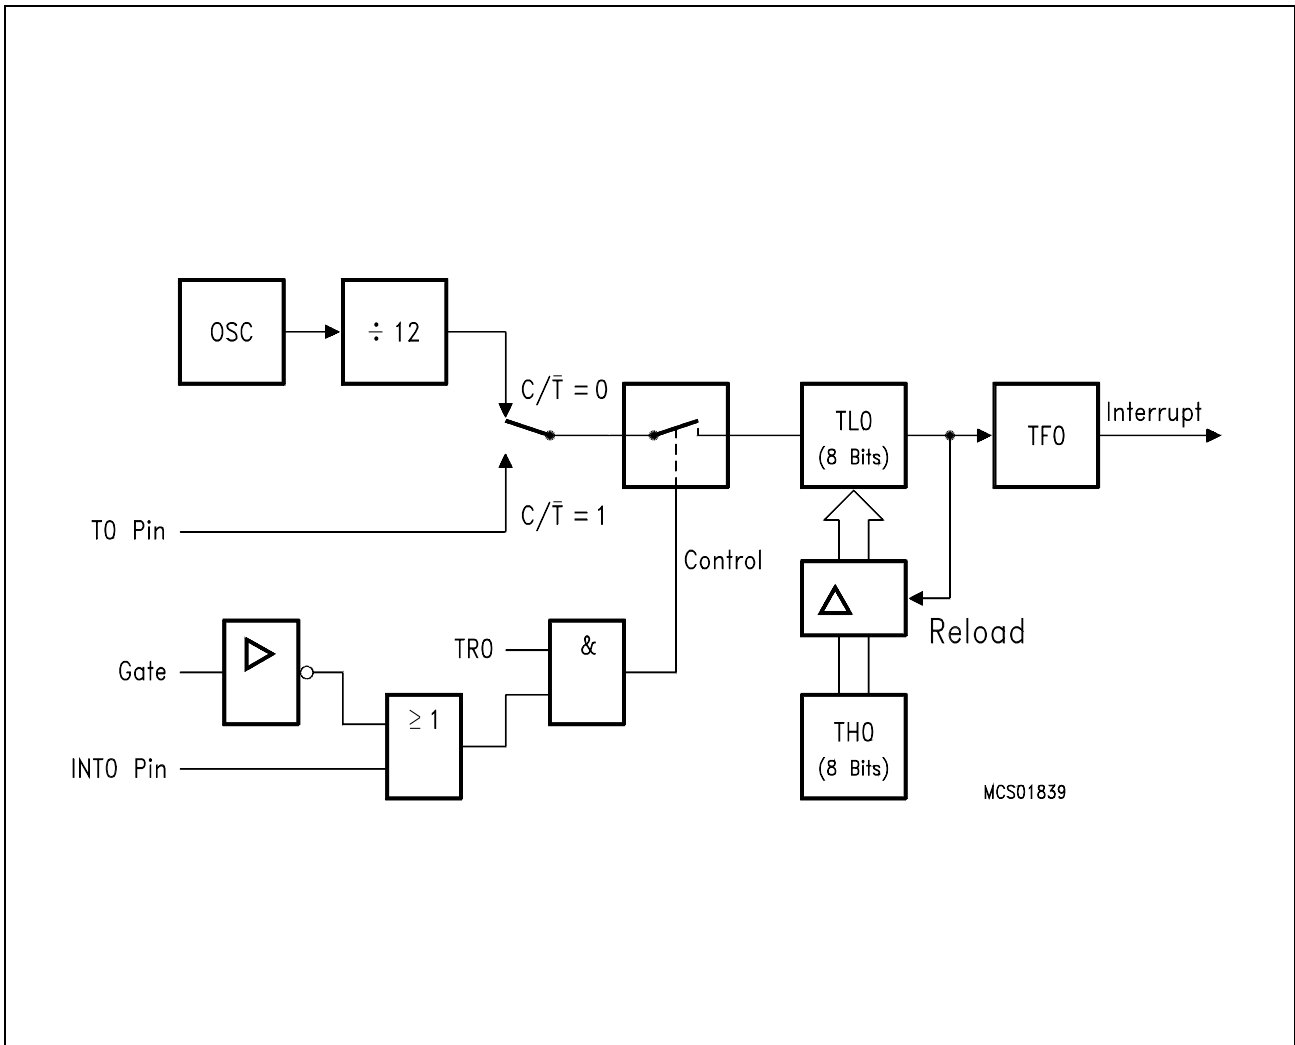 OSC
÷ 12
C/T̅ = 0
TL0
(8 Bits)
TF0
Interrupt
T0 Pin
C/T̅ = 1
Control
Reload
Gate
TR0
&
≥ 1
INT0 Pin
TH0
(8 Bits)
MCS01839